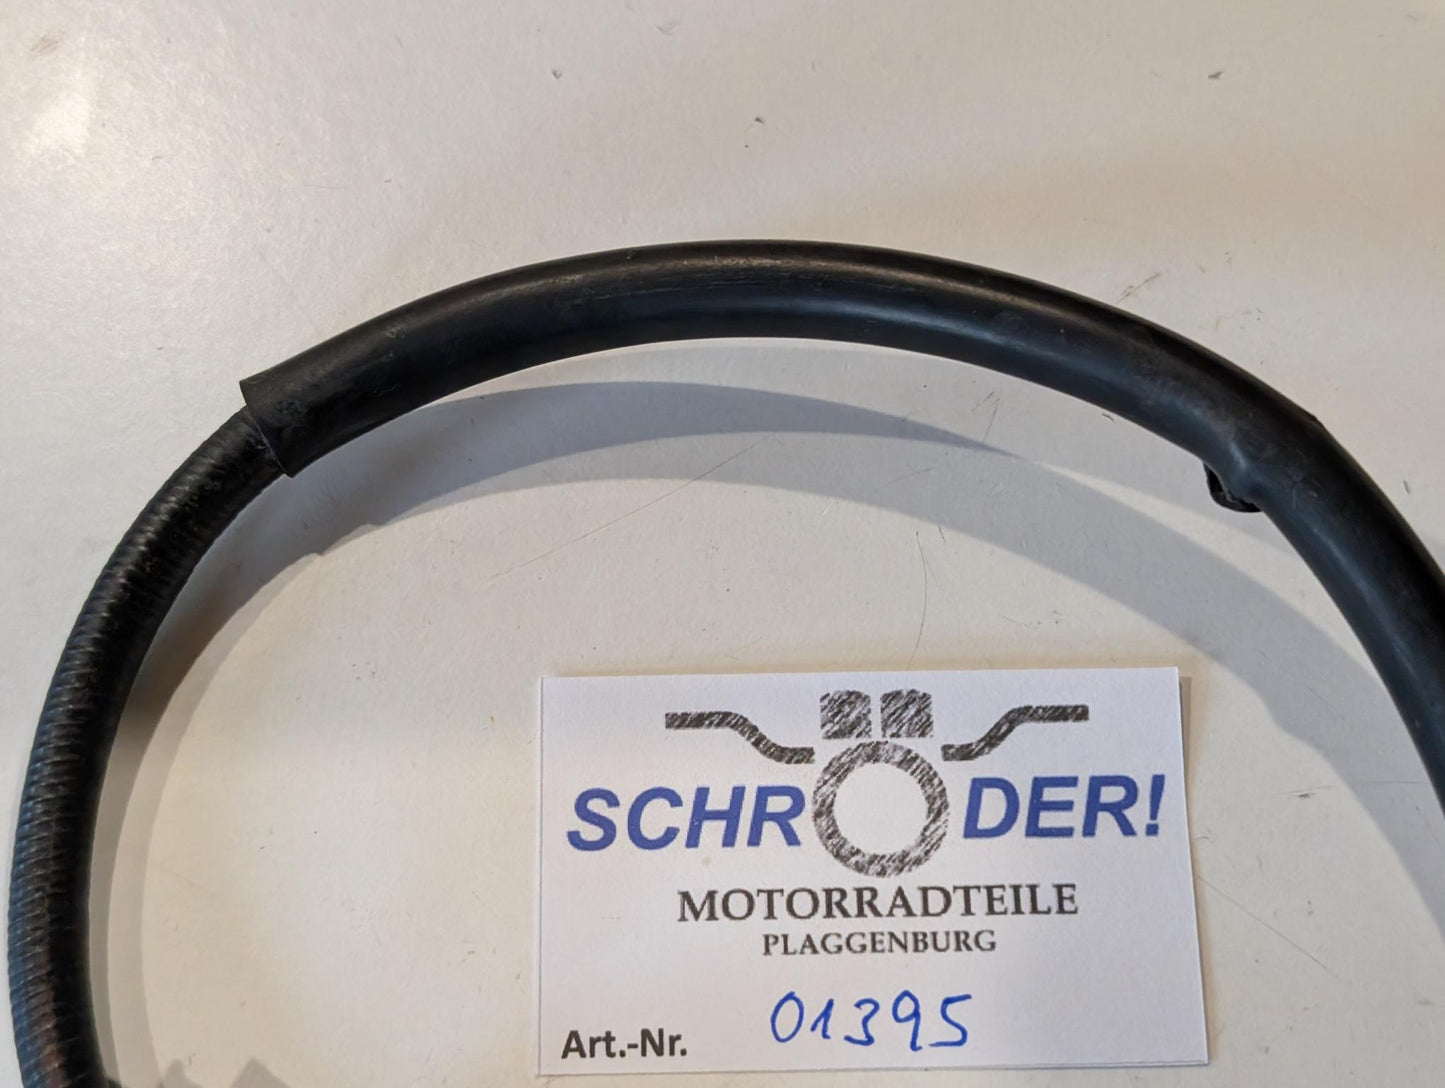 SCHRÖDER!
MOTORRADTEILE
PLAGGENBURG
Art.-Nr. 01395